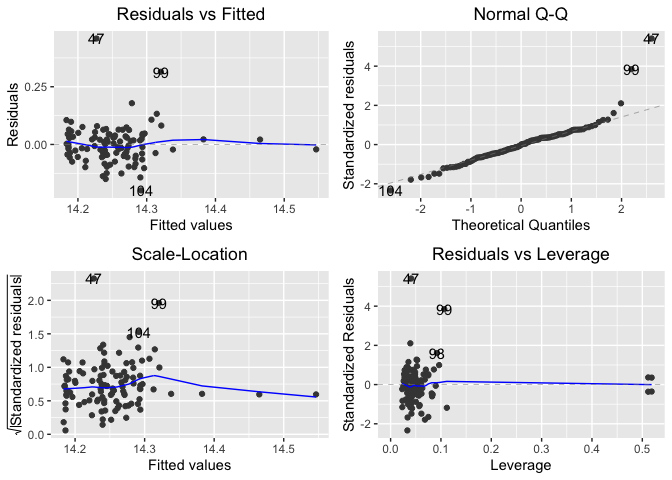 Residuals vs Fitted
47
99
104
0.25
0.00
Residuals
14.2 14.3 14.4 14.5
Fitted values
Normal Q-Q
47
99
104
4
2
0
-2
Standardized residuals
-2 -1 0 1 2
Theoretical Quantiles
Scale-Location
47
99
104
2.0
1.5
1.0
0.5
0.0
√|Standardized residuals|
14.2 14.3 14.4 14.5
Fitted values
Residuals vs Leverage
47
99
98
4
2
0
-2
Standardized Residuals
0.0 0.1 0.2 0.3 0.4 0.5
Leverage